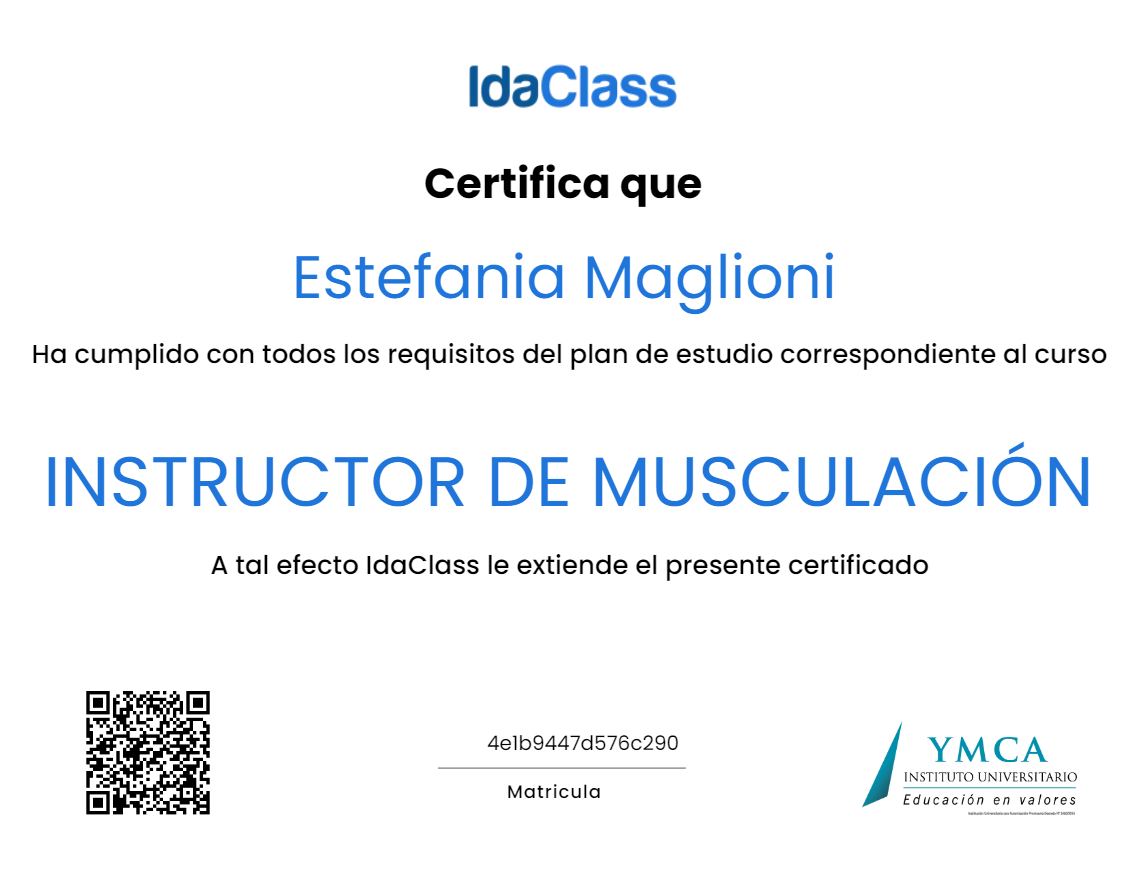 IdaClass
Certifica que
Estefania Maglioni
Ha cumplido con todos los requisitos del plan de estudio correspondiente al curso
INSTRUCTOR DE MUSCULACIÓN
A tal efecto IdaClass le extiende el presente certificado
4e1b9447d576c290
Matricula
YMCA
INSTITUTO UNIVERSITARIO
Educación en valores